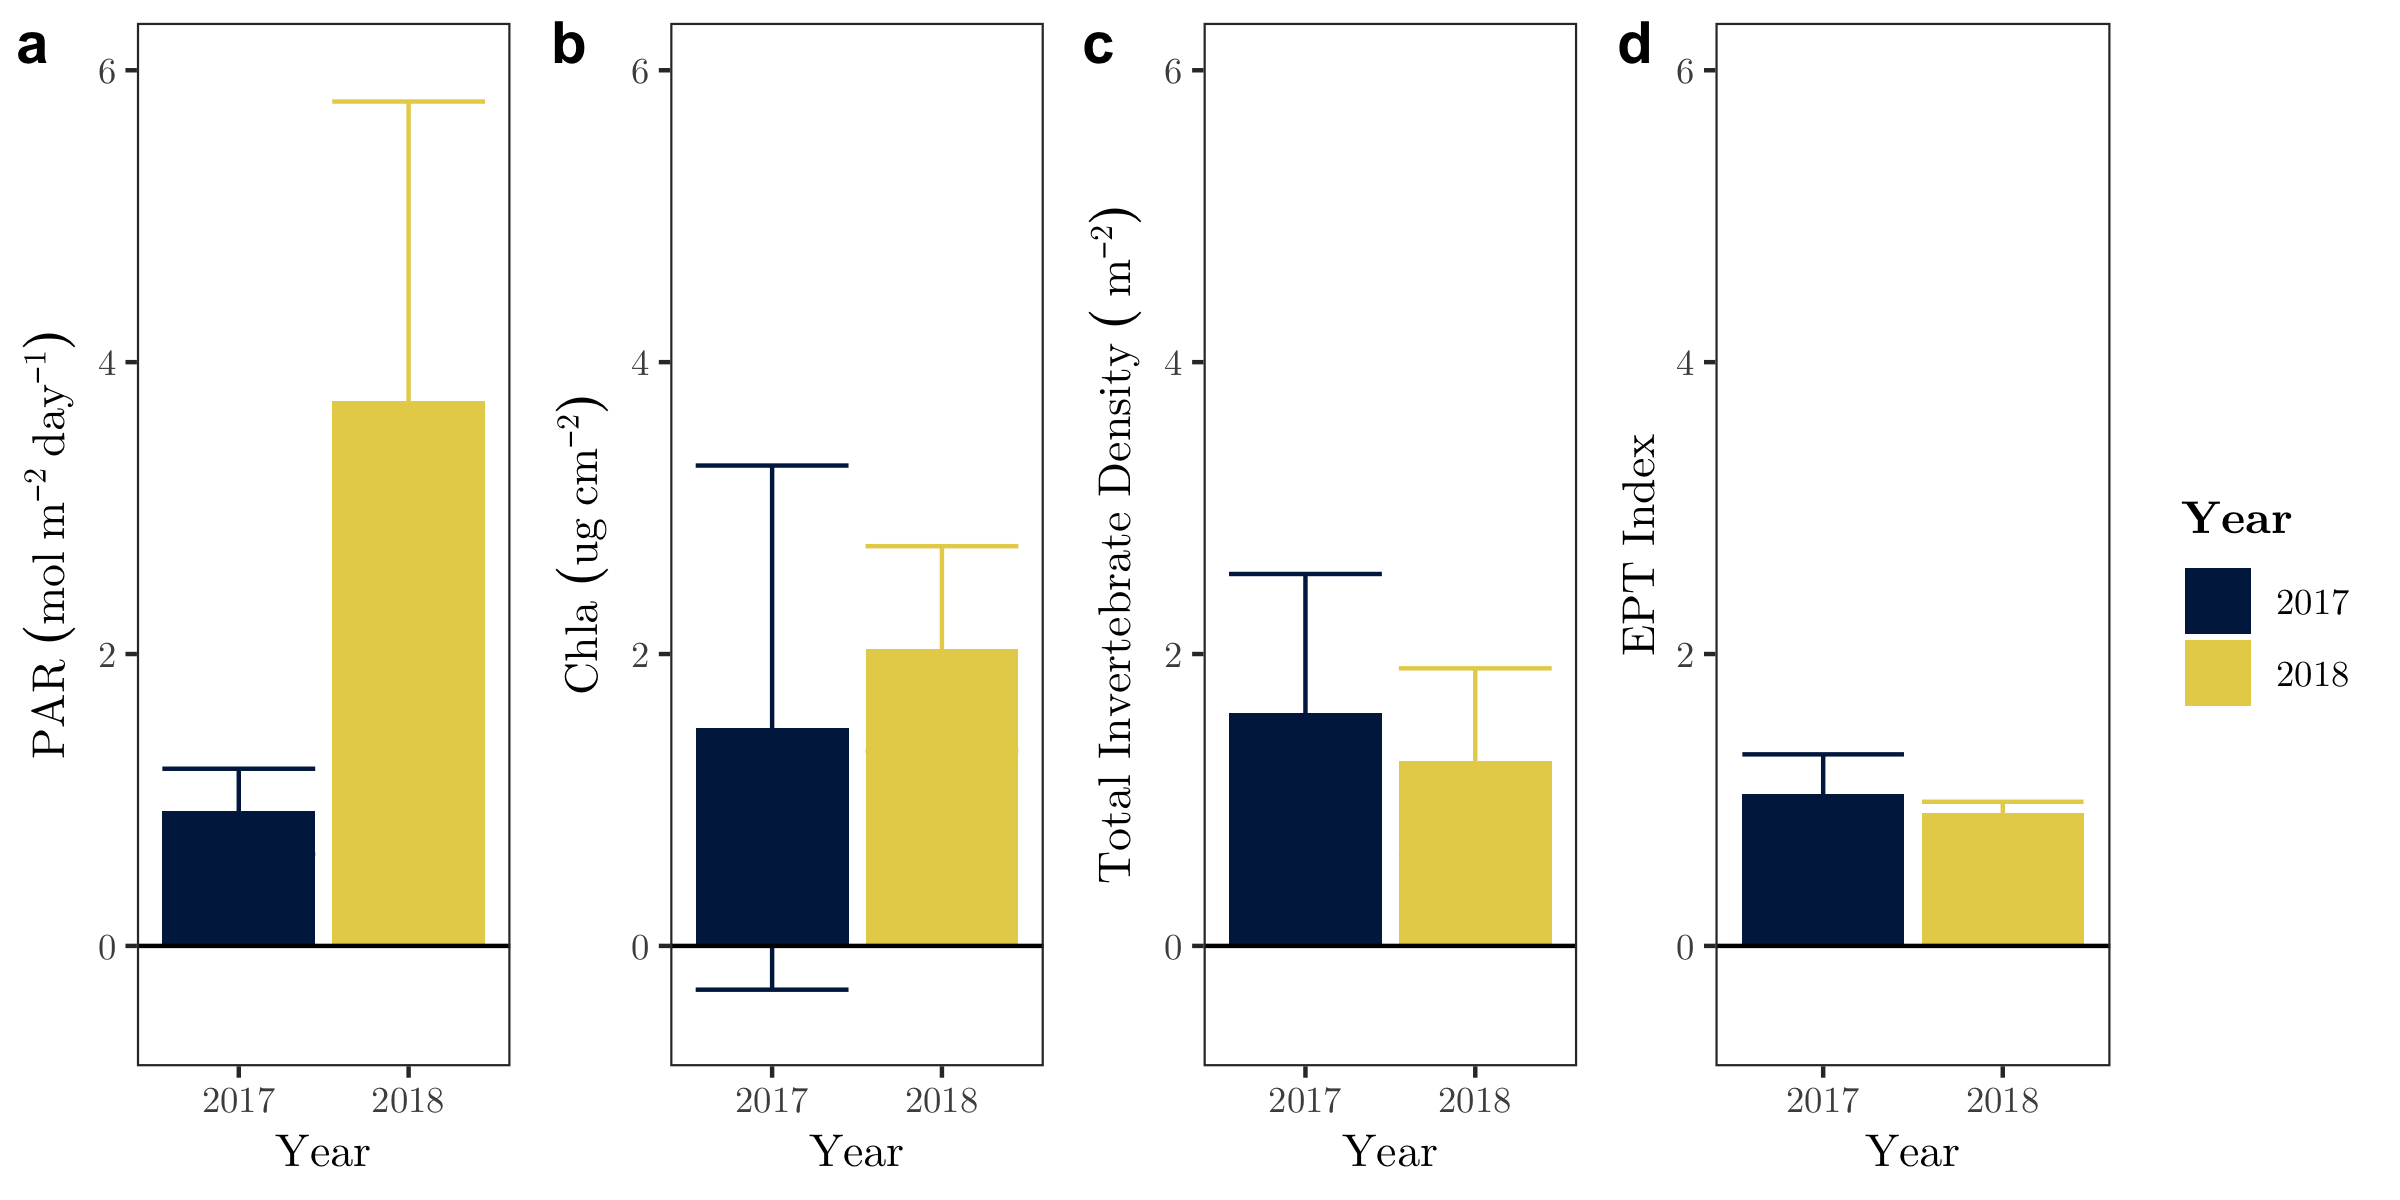 a
PAR (mol m⁻² day⁻¹)
6
4
2
0
2017 2018
Year
b
Chla (ug cm⁻²)
6
4
2
0
2017 2018
Year
c
Total Invertebrate Density ( m⁻²)
6
4
2
0
2017 2018
Year
d
EPT Index
6
4
2
0
2017 2018
Year
Year
2017
2018